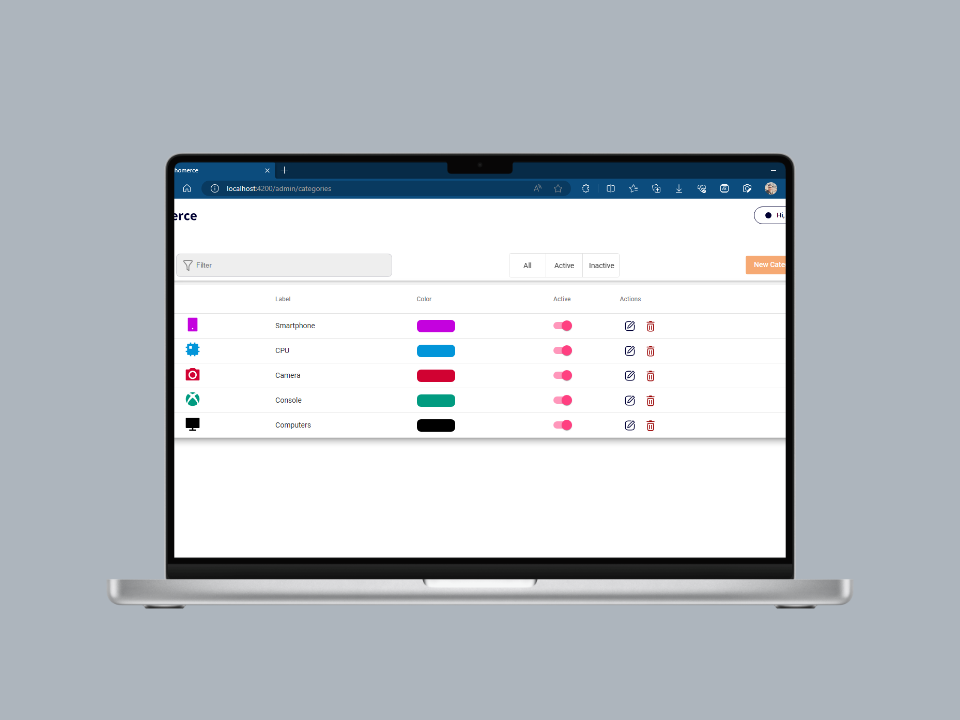 homerce
localhost:4200/admin/categories
erce
Hi,
Filter
All Active Inactive
New Cate
Label Color Active Actions
Smartphone
CPU
Camera
Console
Computers